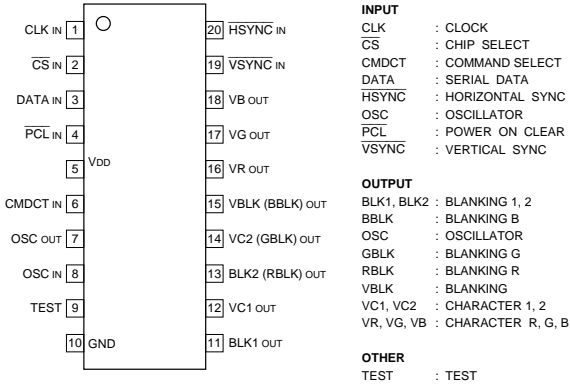 CLK IN 1
CS IN 2
DATA IN 3
PCL IN 4
5 VDD
CMDCT IN 6
OSC OUT 7
OSC IN 8
TEST 9
10 GND
20 HSYNC IN
19 VSYNC IN
18 VB OUT
17 VG OUT
16 VR OUT
15 VBLK (BBLK) OUT
14 VC2 (GBLK) OUT
13 BLK2 (RBLK) OUT
12 VC1 OUT
11 BLK1 OUT
INPUT
CLK : CLOCK
CS : CHIP SELECT
CMDCT : COMMAND SELECT
DATA : SERIAL DATA
HSYNC : HORIZONTAL SYNC
OSC : OSCILLATOR
PCL : POWER ON CLEAR
VSYNC : VERTICAL SYNC
OUTPUT
BLK1, BLK2 : BLANKING 1, 2
BBLK : BLANKING B
OSC : OSCILLATOR
GBLK : BLANKING G
RBLK : BLANKING R
VBLK : BLANKING
VC1, VC2 : CHARACTER 1, 2
VR, VG, VB : CHARACTER R, G, B
OTHER
TEST : TEST